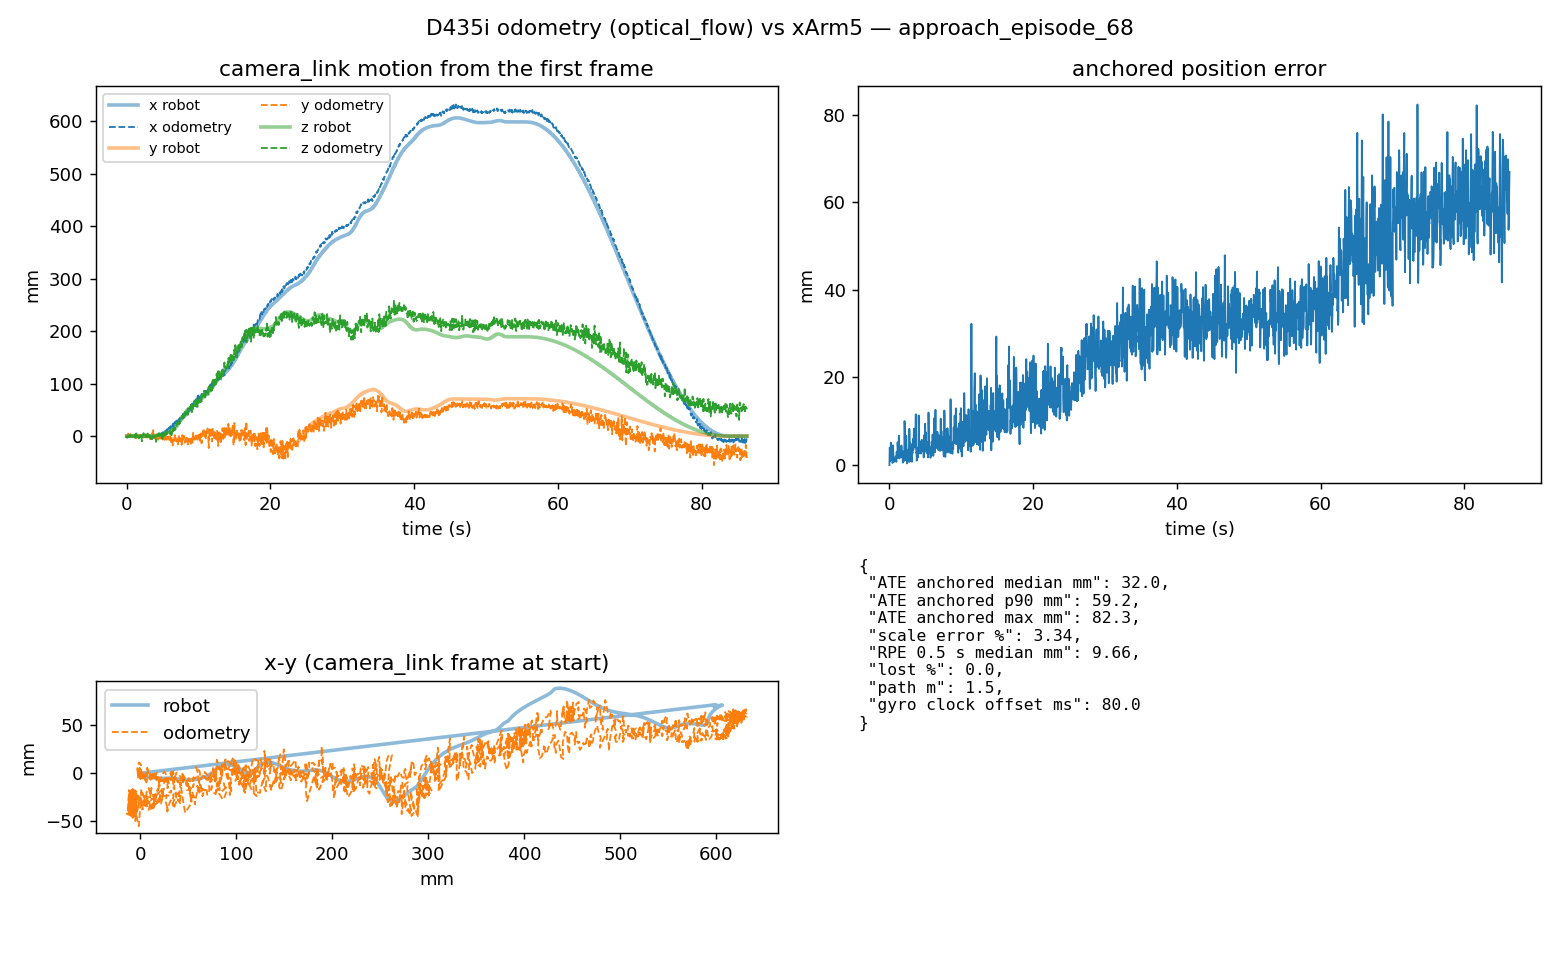 D435i odometry (optical_flow) vs xArm5 — approach_episode_68
camera_link motion from the first frame
x robot
x odometry
y robot
y odometry
z robot
z odometry
600
500
400
300
200
100
0
mm
0 20 40 60 80
time (s)
anchored position error
80
60
40
20
0
mm
0 20 40 60 80
time (s)
x-y (camera_link frame at start)
robot
odometry
50
0
−50
mm
0 100 200 300 400 500 600
mm
{
"ATE anchored median mm": 32.0,
"ATE anchored p90 mm": 59.2,
"ATE anchored max mm": 82.3,
"scale error %": 3.34,
"RPE 0.5 s median mm": 9.66,
"lost %": 0.0,
"path m": 1.5,
"gyro clock offset ms": 80.0
}